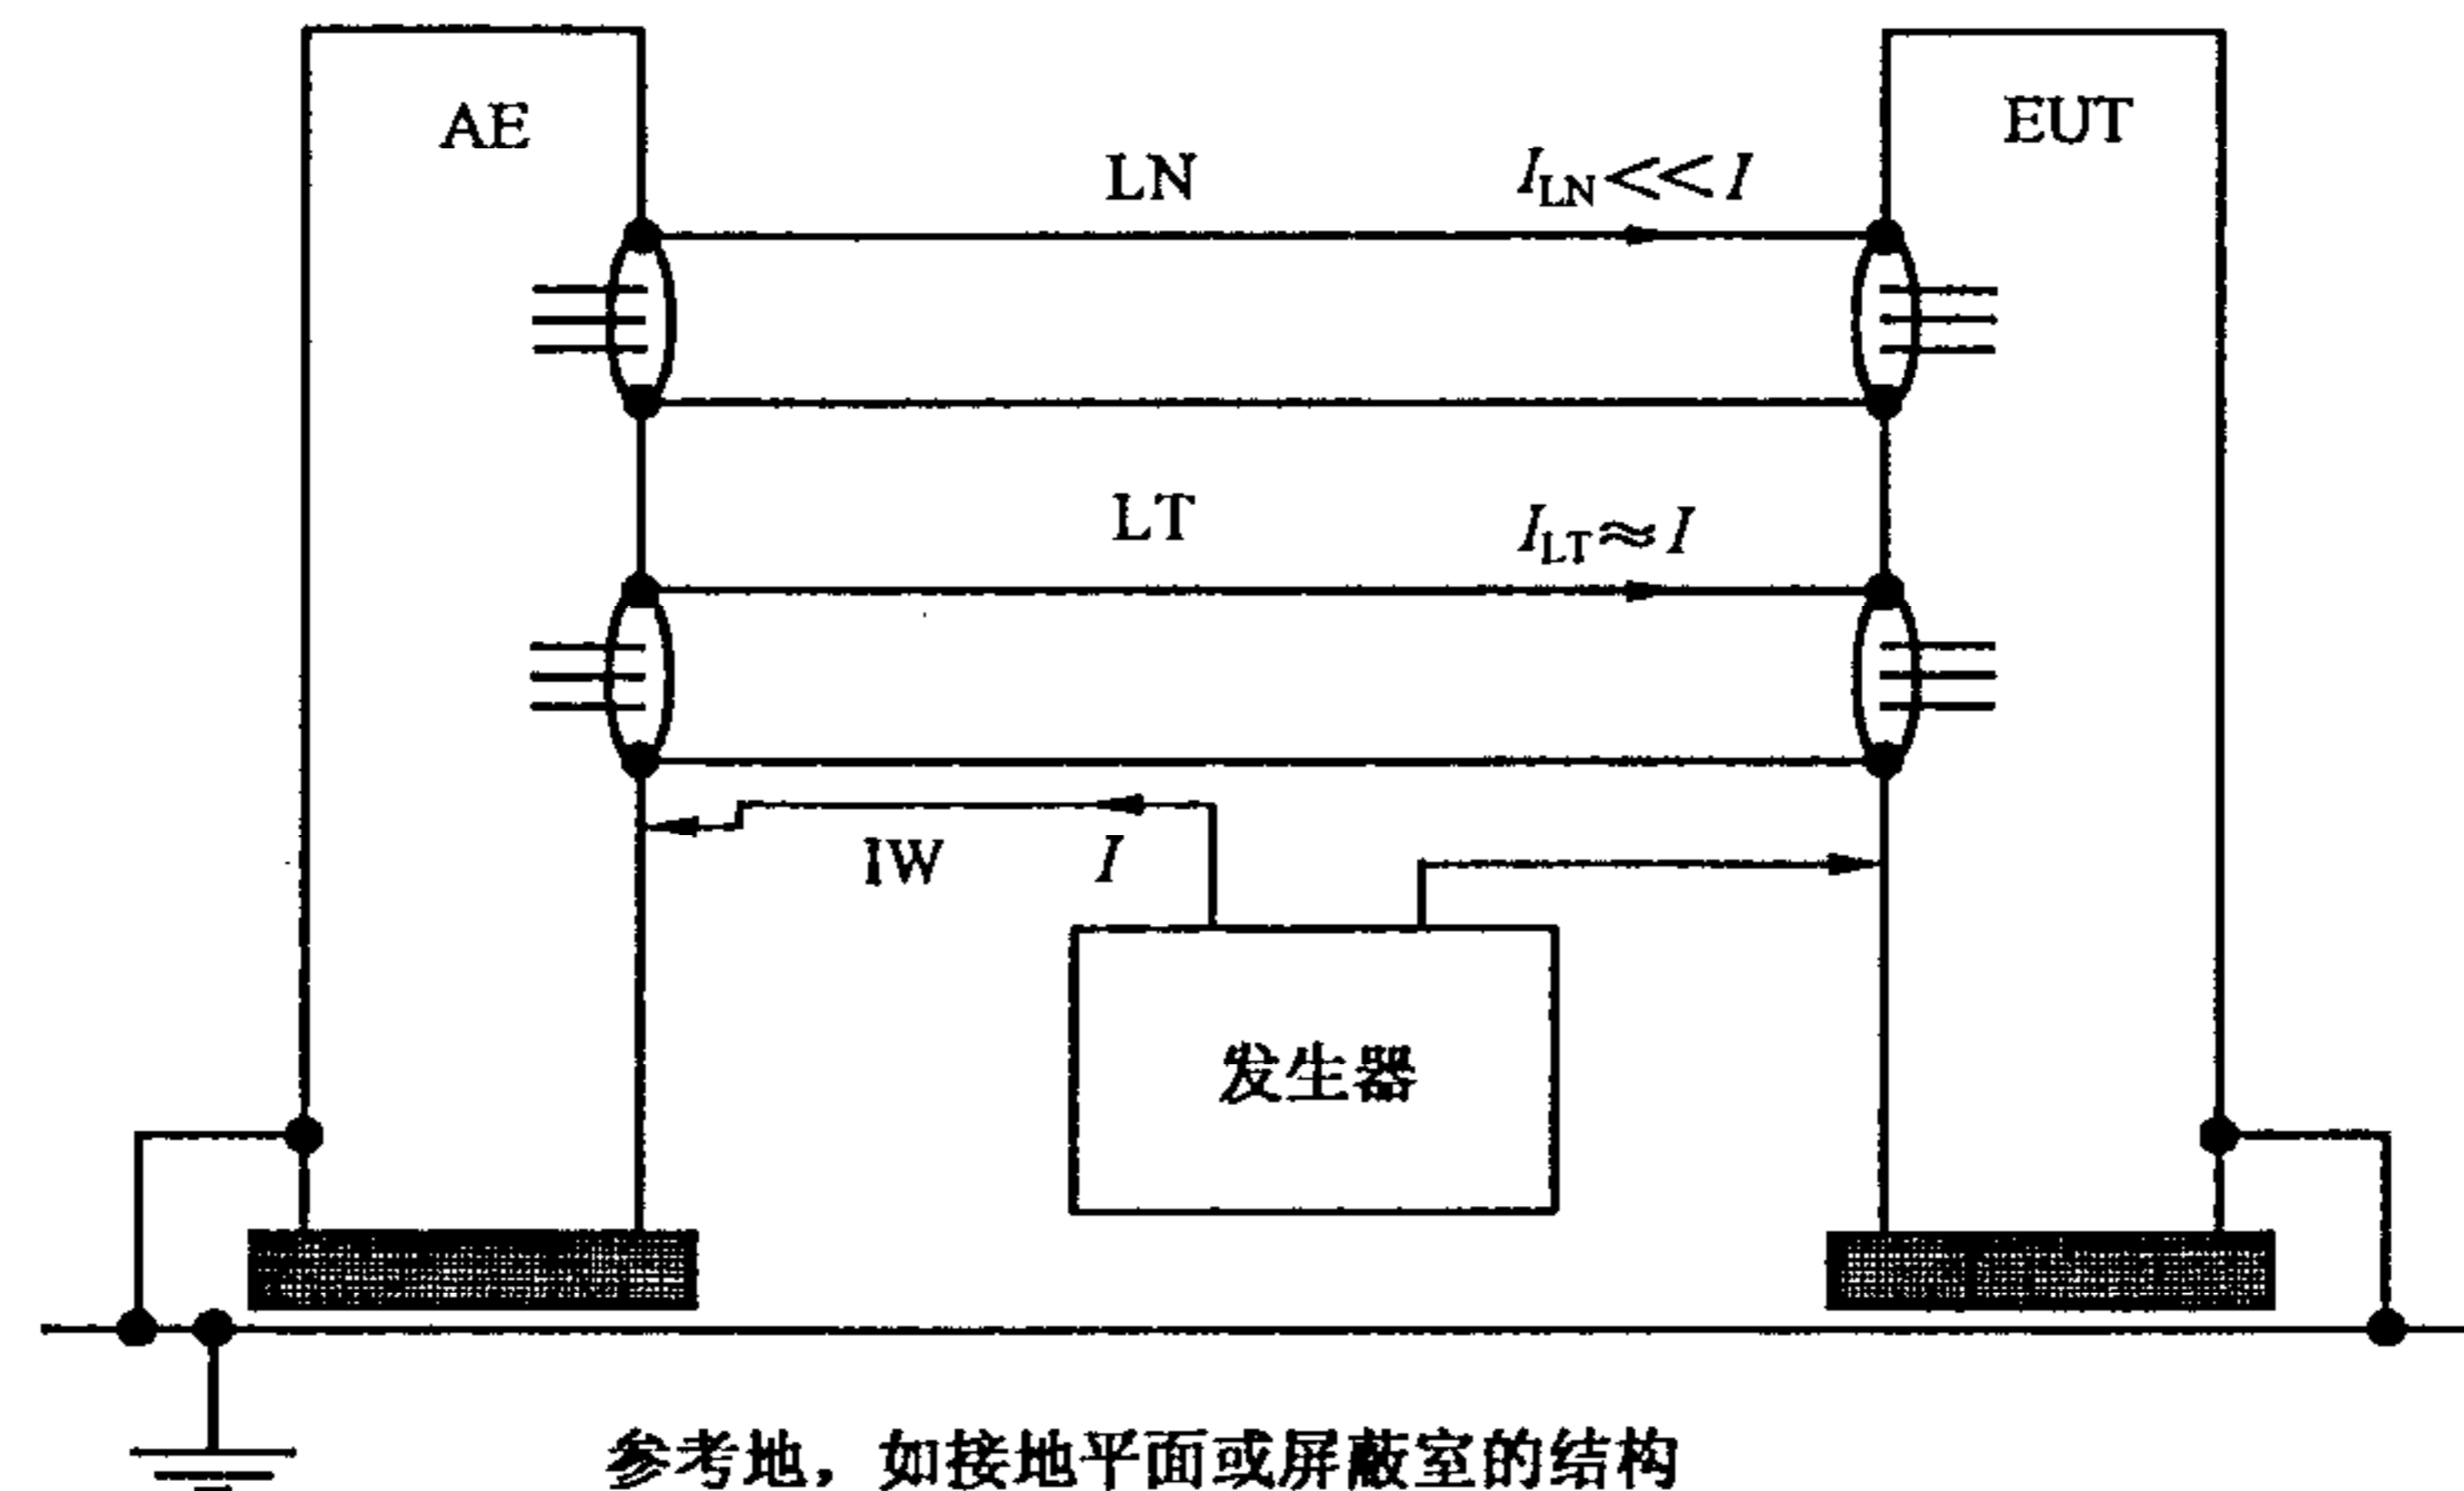 AE
EUT
LN
I_LN<<I
LT
I_LT≈I
IW
I
发生器
参考地，如接地平面或屏蔽室的结构